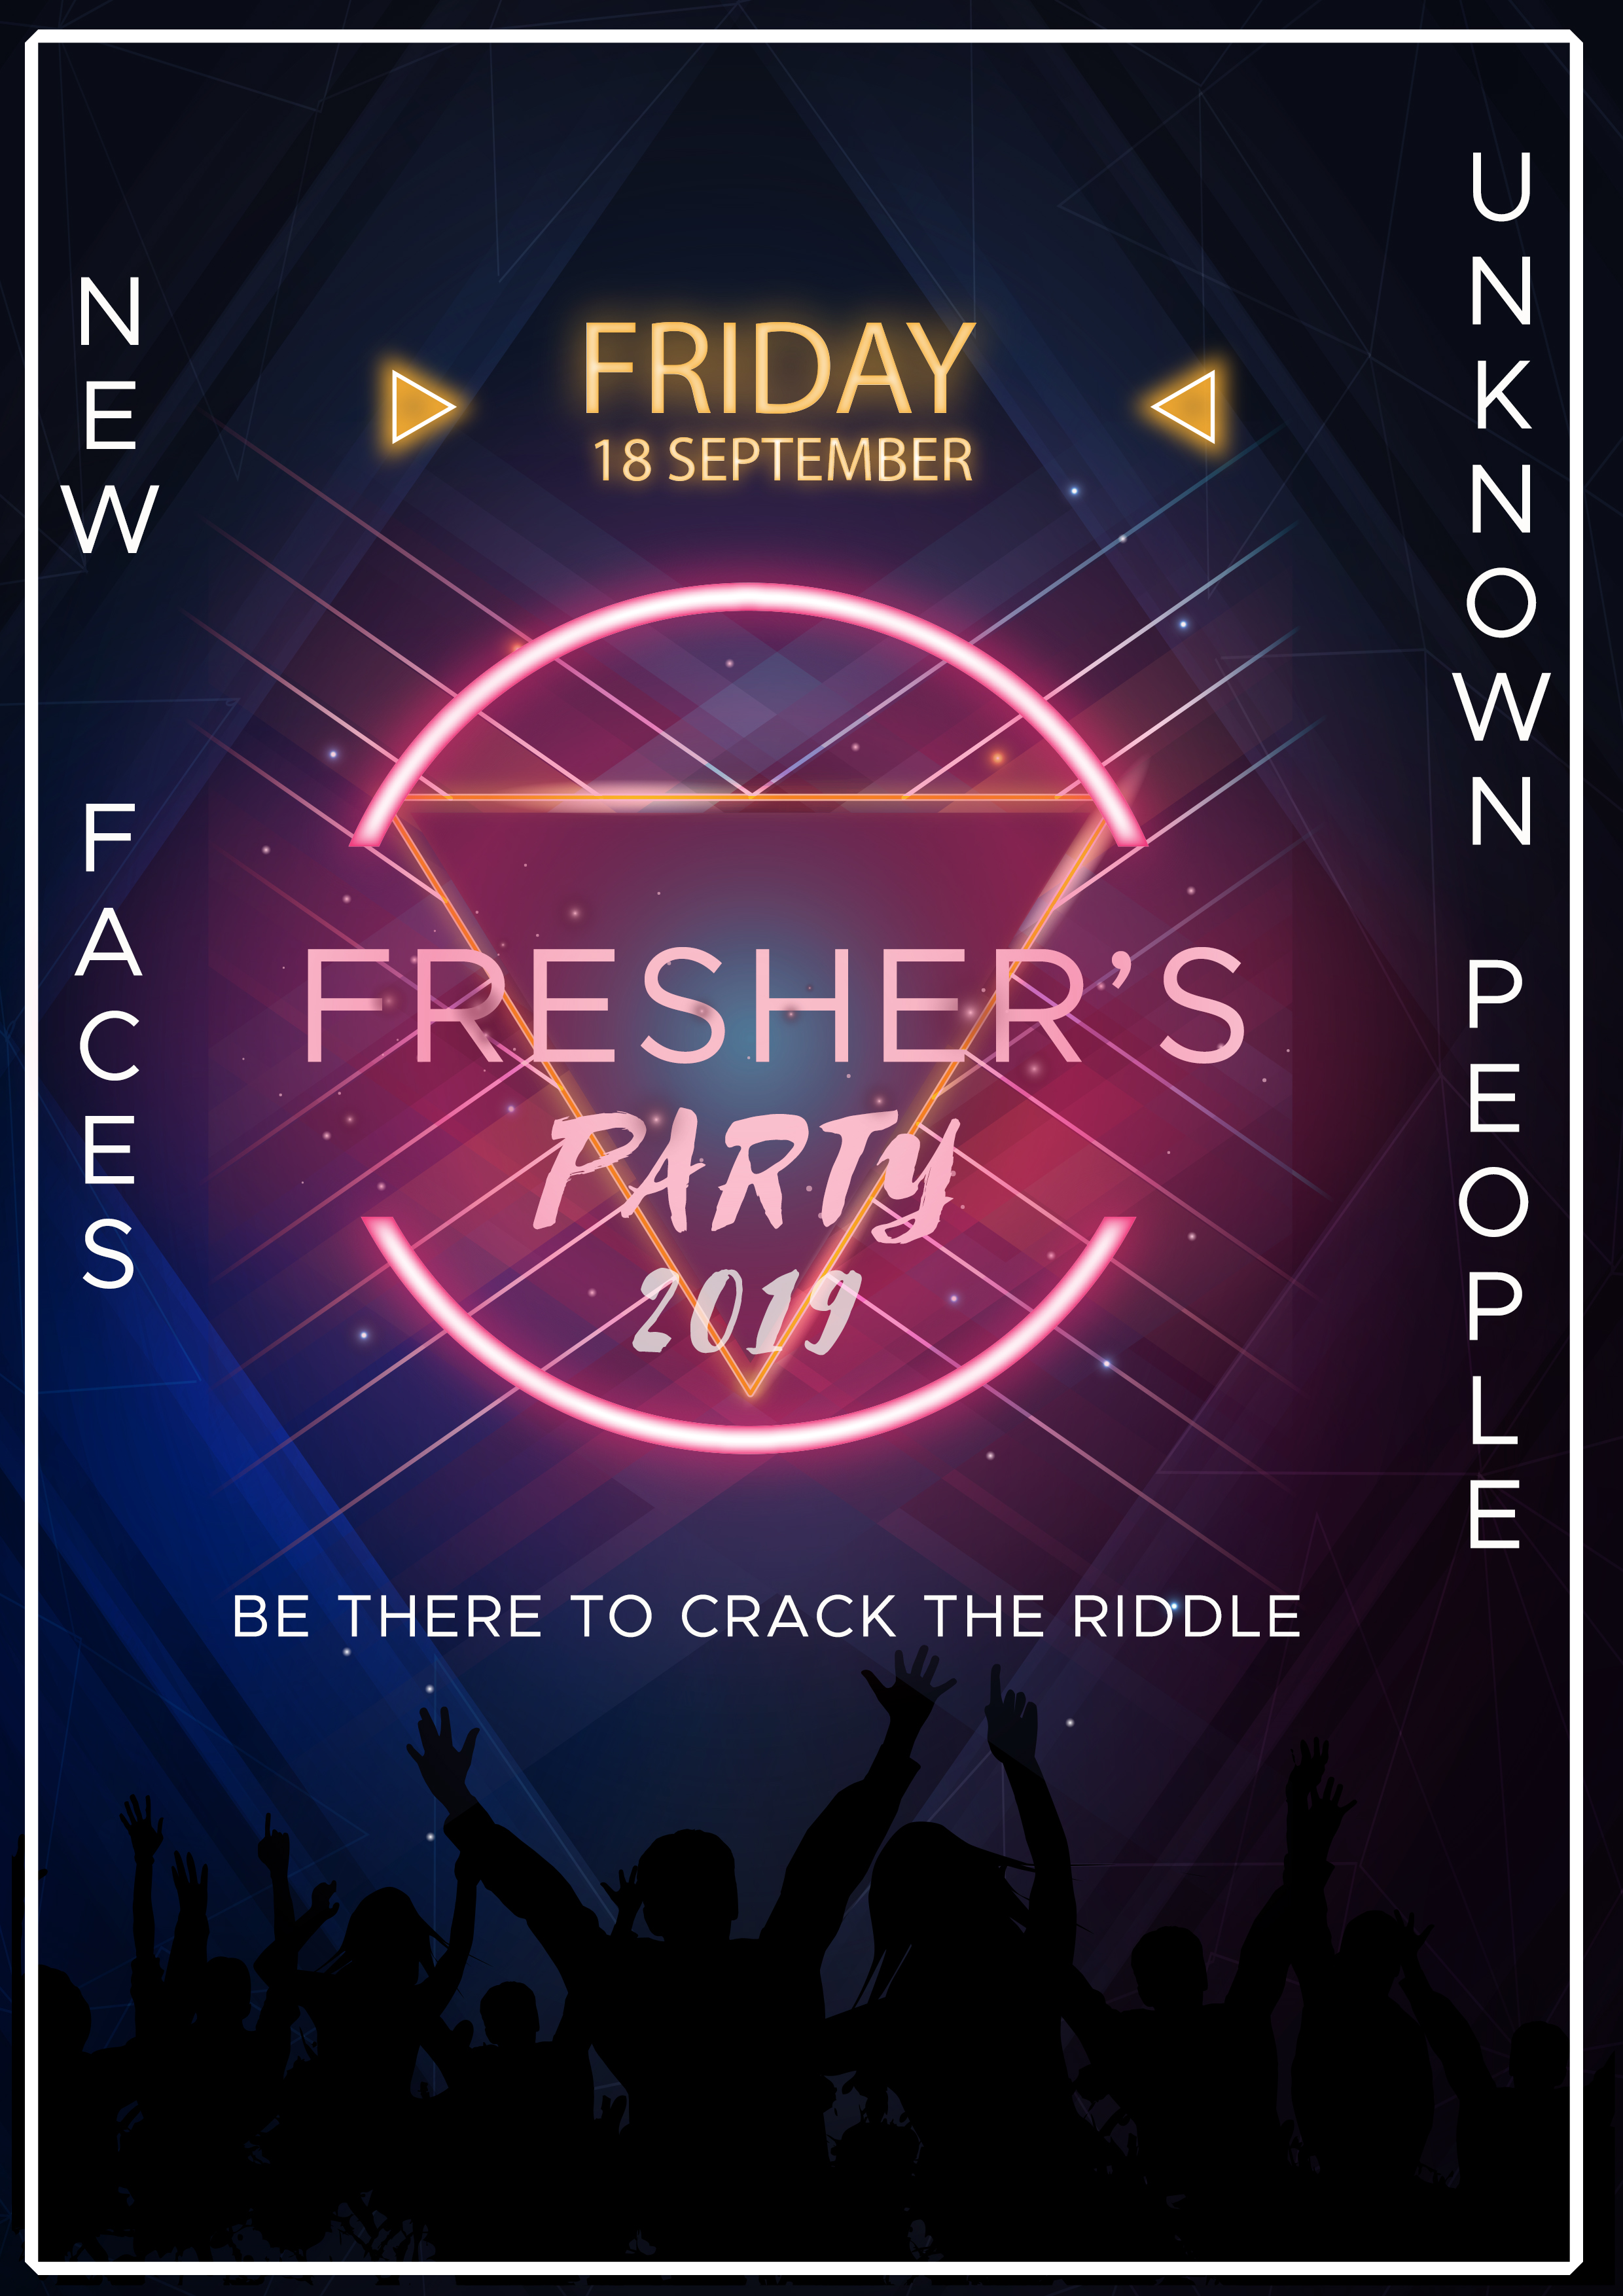 FRIDAY
18 SEPTEMBER
NEW FACES
UNKNOWN PEOPLE
FRESHER’S
PARTY
2019
BE THERE TO CRACK THE RIDDLE